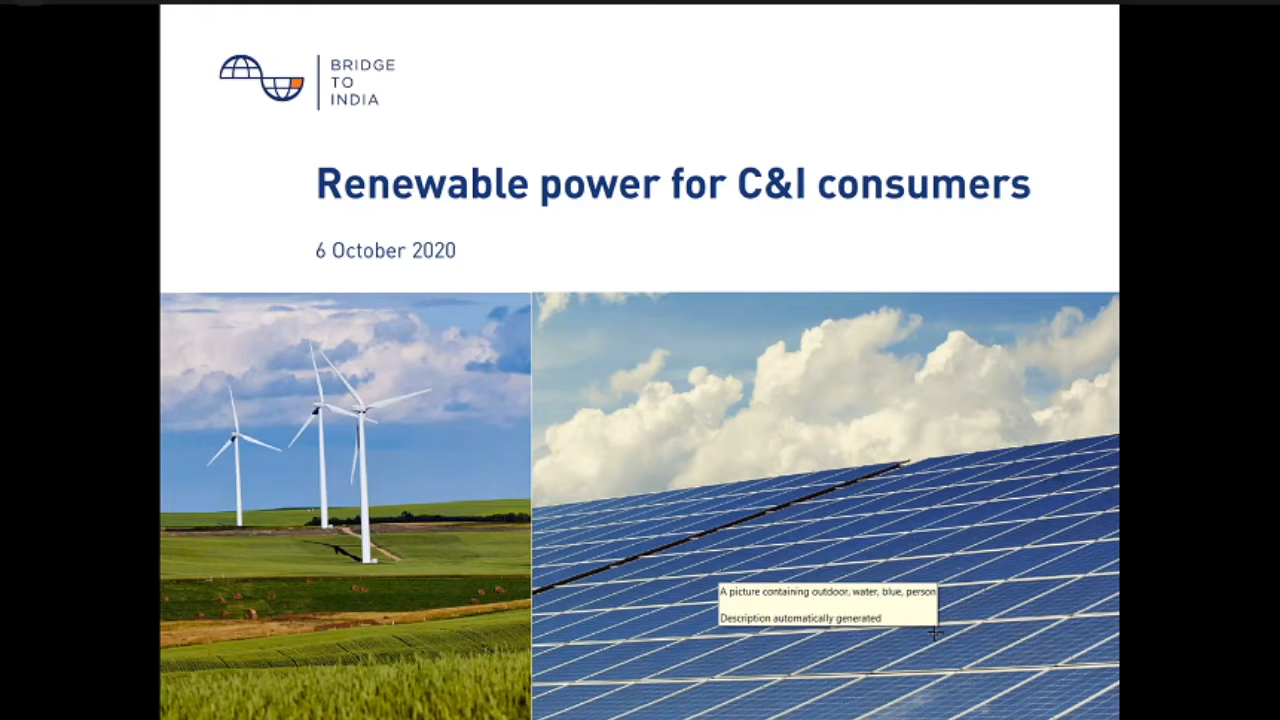 BRIDGE
TO
INDIA
Renewable power for C&I consumers
6 October 2020
A picture containing outdoor, water, blue, person
Description automatically generated